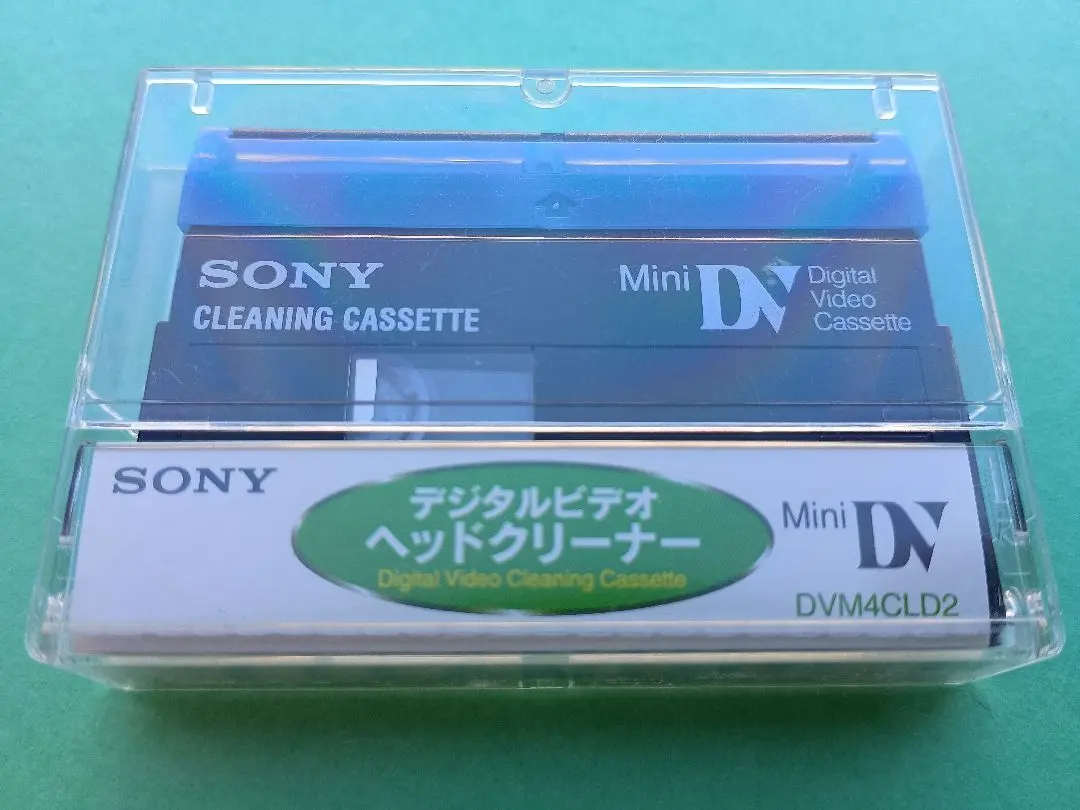 SONY
CLEANING CASSETTE
Mini DV Digital
Video
Cassette
SONY
デジタルビデオ
ヘッドクリーナー
Digital Video Cleaning Cassette
Mini DV
DVM4CLD2